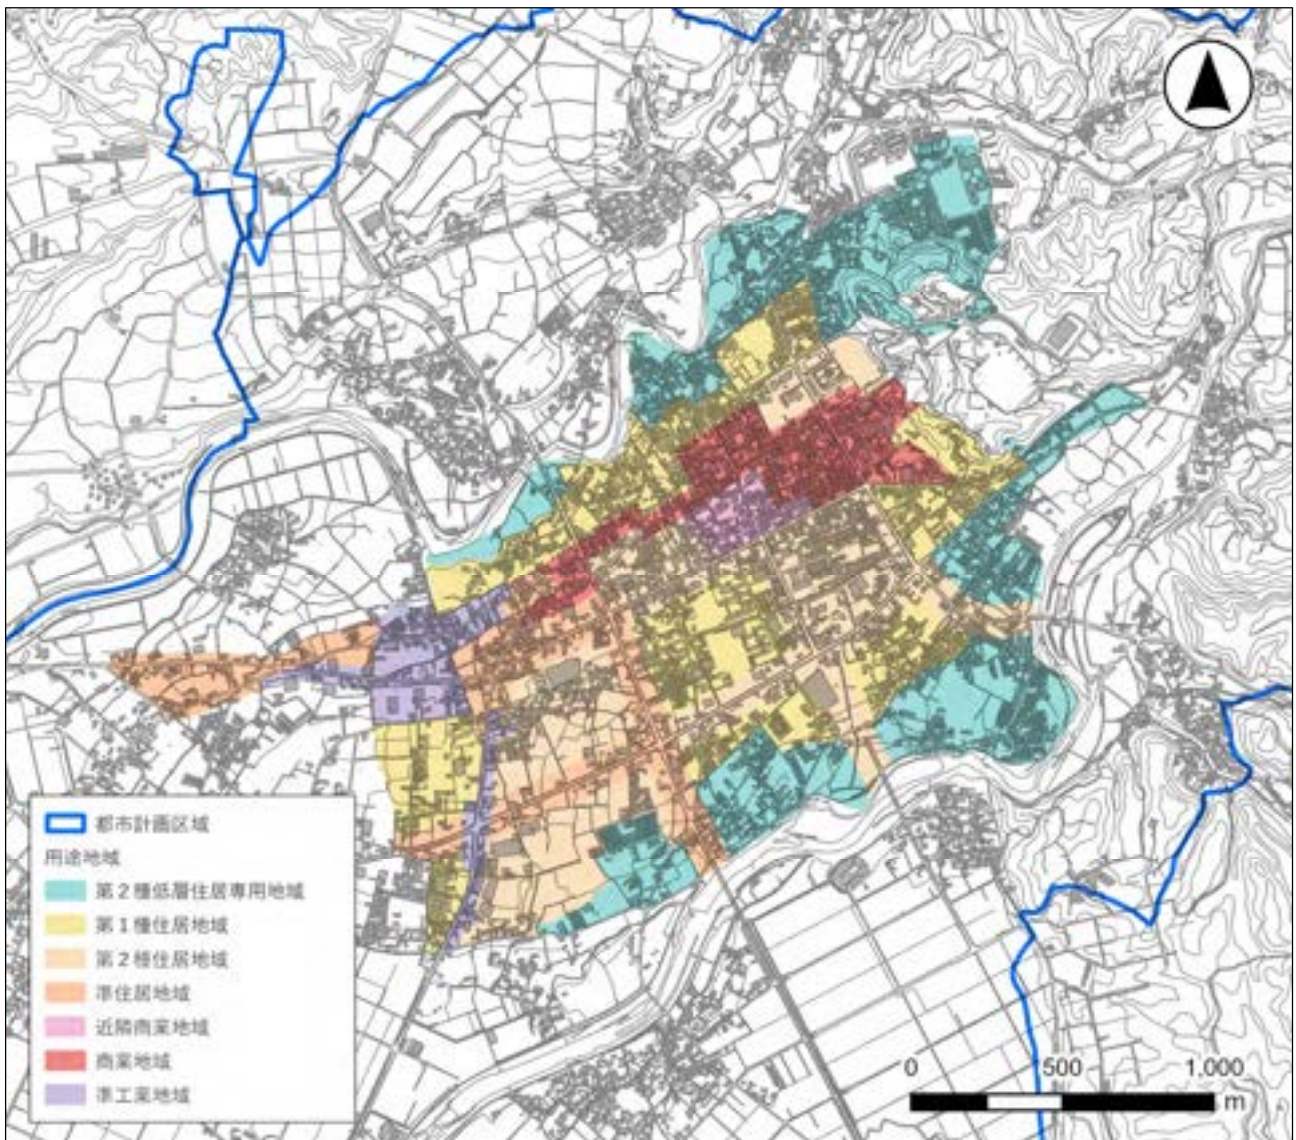 都市計画区域
用途地域
第2種低層住居専用地域
第1種住居地域
第2種住居地域
準住居地域
近隣商業地域
商業地域
準工業地域
0 500 1.000
m